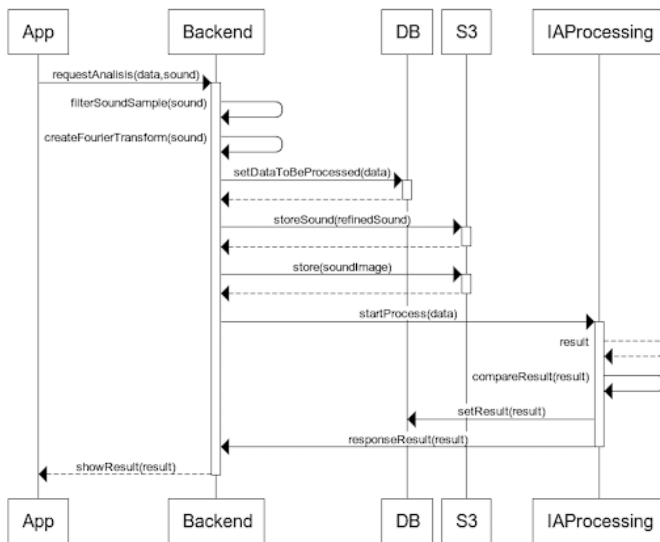 App Backend DB S3 IAProcessing
requestAnalisis(data,sound)
filterSoundSample(sound)
createFourierTransform(sound)
setDataToBeProcessed(data)
storeSound(refinedSound)
store(soundImage)
startProcess(data)
result
compareResult(result)
setResult(result)
responseResult(result)
showResult(result)
App Backend DB S3 IAProcessing